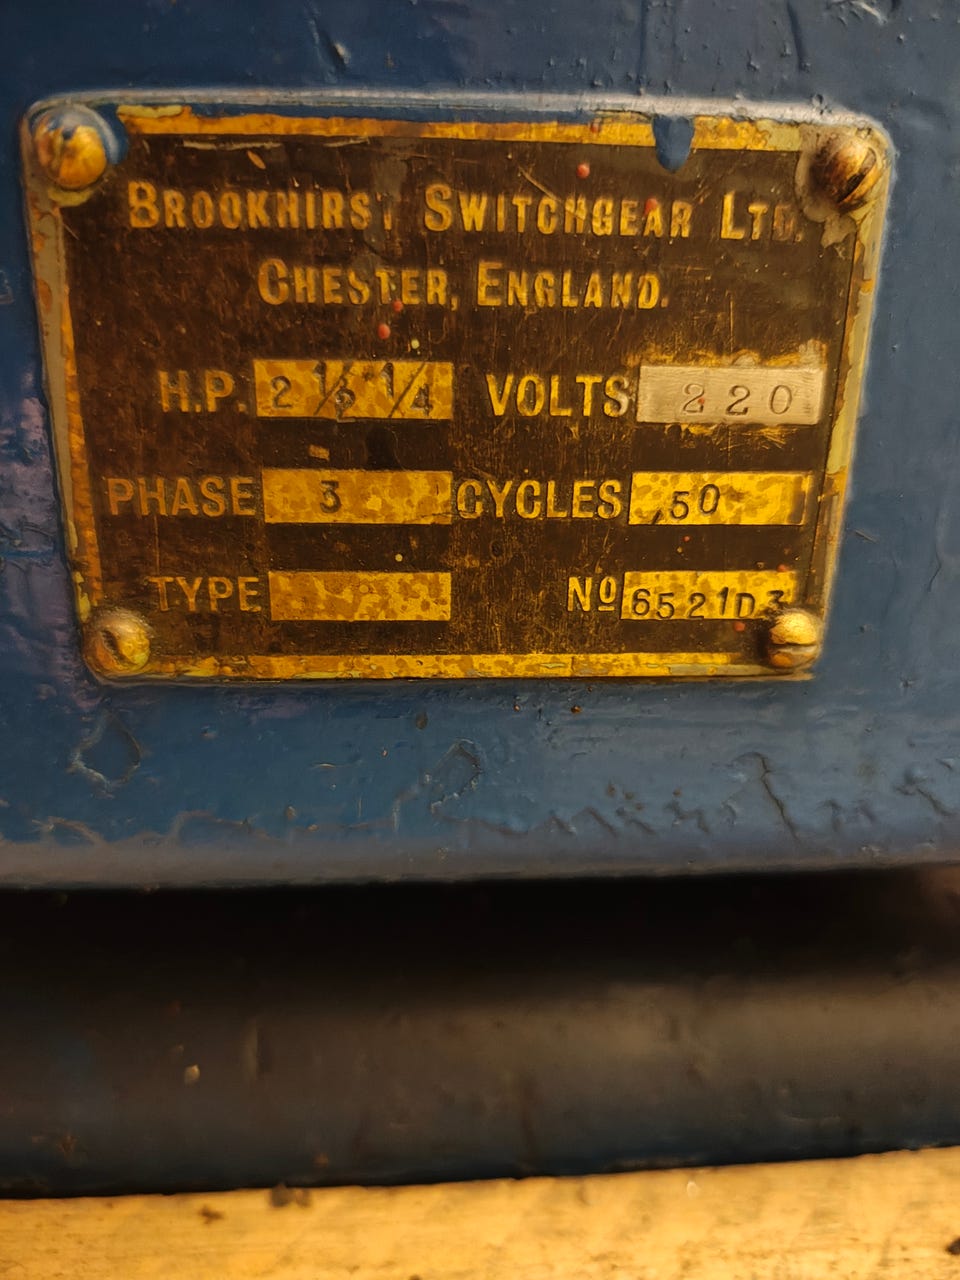 BROOKHIRST SWITCHGEAR LTD.
CHESTER, ENGLAND.
H.P. 2 1/2 1/4 VOLTS 220
PHASE 3 CYCLES 50
TYPE Nº 6521D3